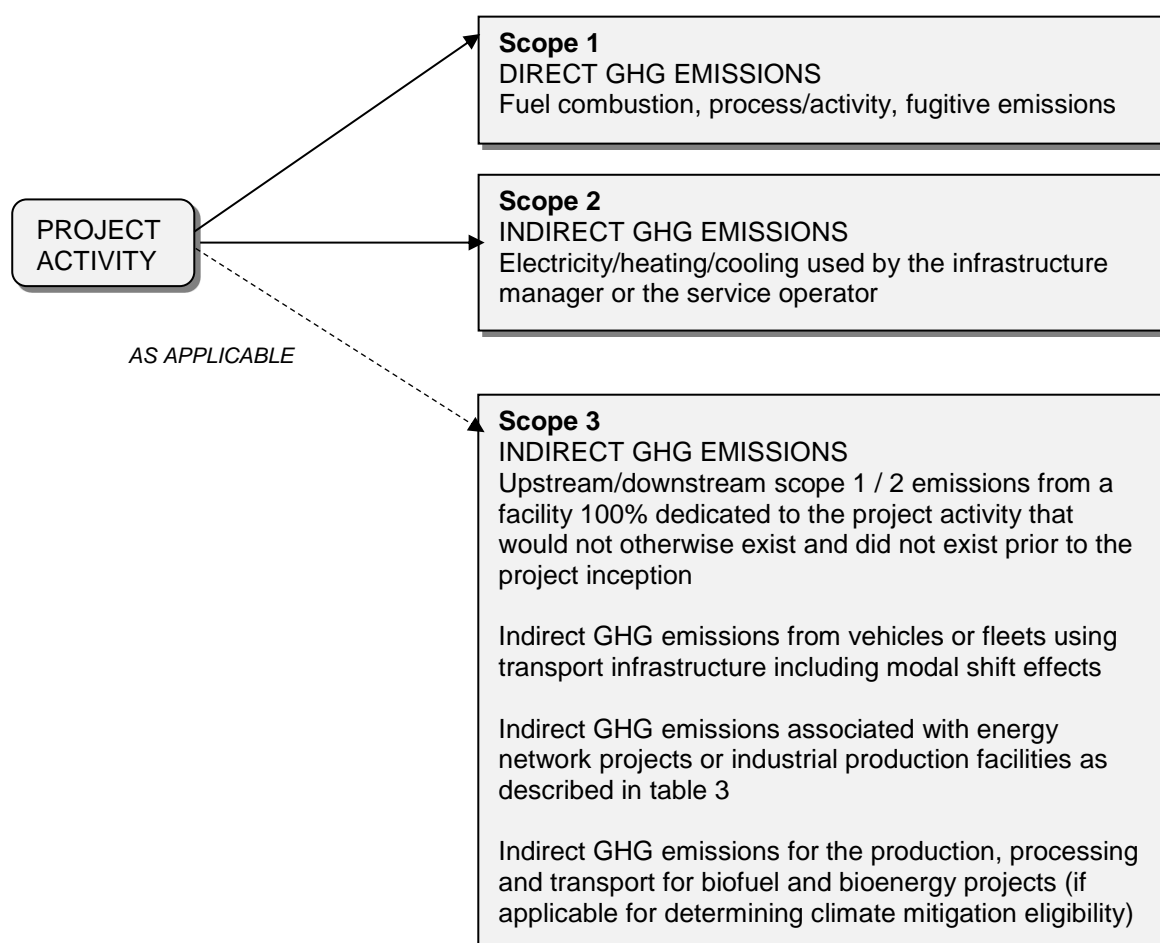 Scope 1
DIRECT GHG EMISSIONS
Fuel combustion, process/activity, fugitive emissions
PROJECT
ACTIVITY
Scope 2
INDIRECT GHG EMISSIONS
Electricity/heating/cooling used by the infrastructure
manager or the service operator
AS APPLICABLE
Scope 3
INDIRECT GHG EMISSIONS
Upstream/downstream scope 1 / 2 emissions from a
facility 100% dedicated to the project activity that
would not otherwise exist and did not exist prior to the
project inception
Indirect GHG emissions from vehicles or fleets using
transport infrastructure including modal shift effects
Indirect GHG emissions associated with energy
network projects or industrial production facilities as
described in table 3
Indirect GHG emissions for the production, processing
and transport for biofuel and bioenergy projects (if
applicable for determining climate mitigation eligibility)